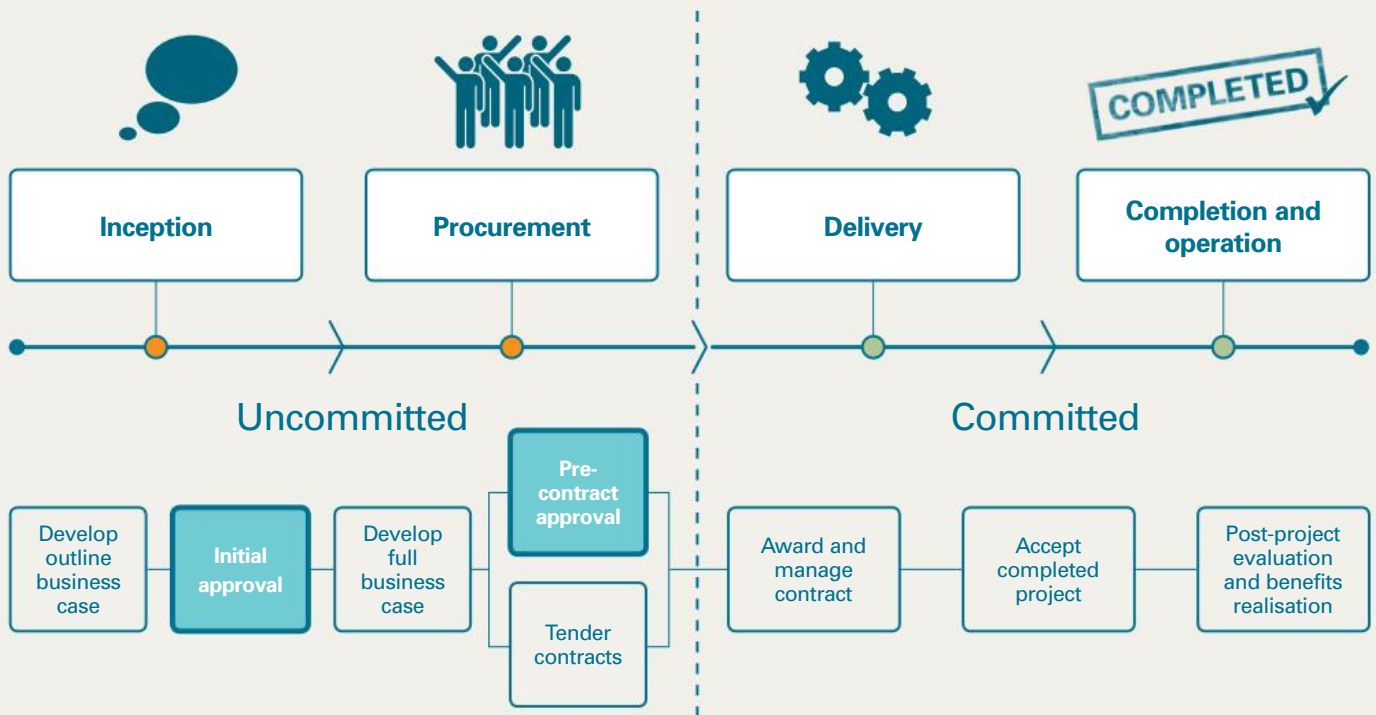 COMPLETED
Inception
Procurement
Delivery
Completion and
operation
Uncommitted
Committed
Develop
outline
business
case
Initial
approval
Develop
full
business
case
Pre-
contract
approval
Tender
contracts
Award and
manage
contract
Accept
completed
project
Post-project
evaluation
and benefits
realisation